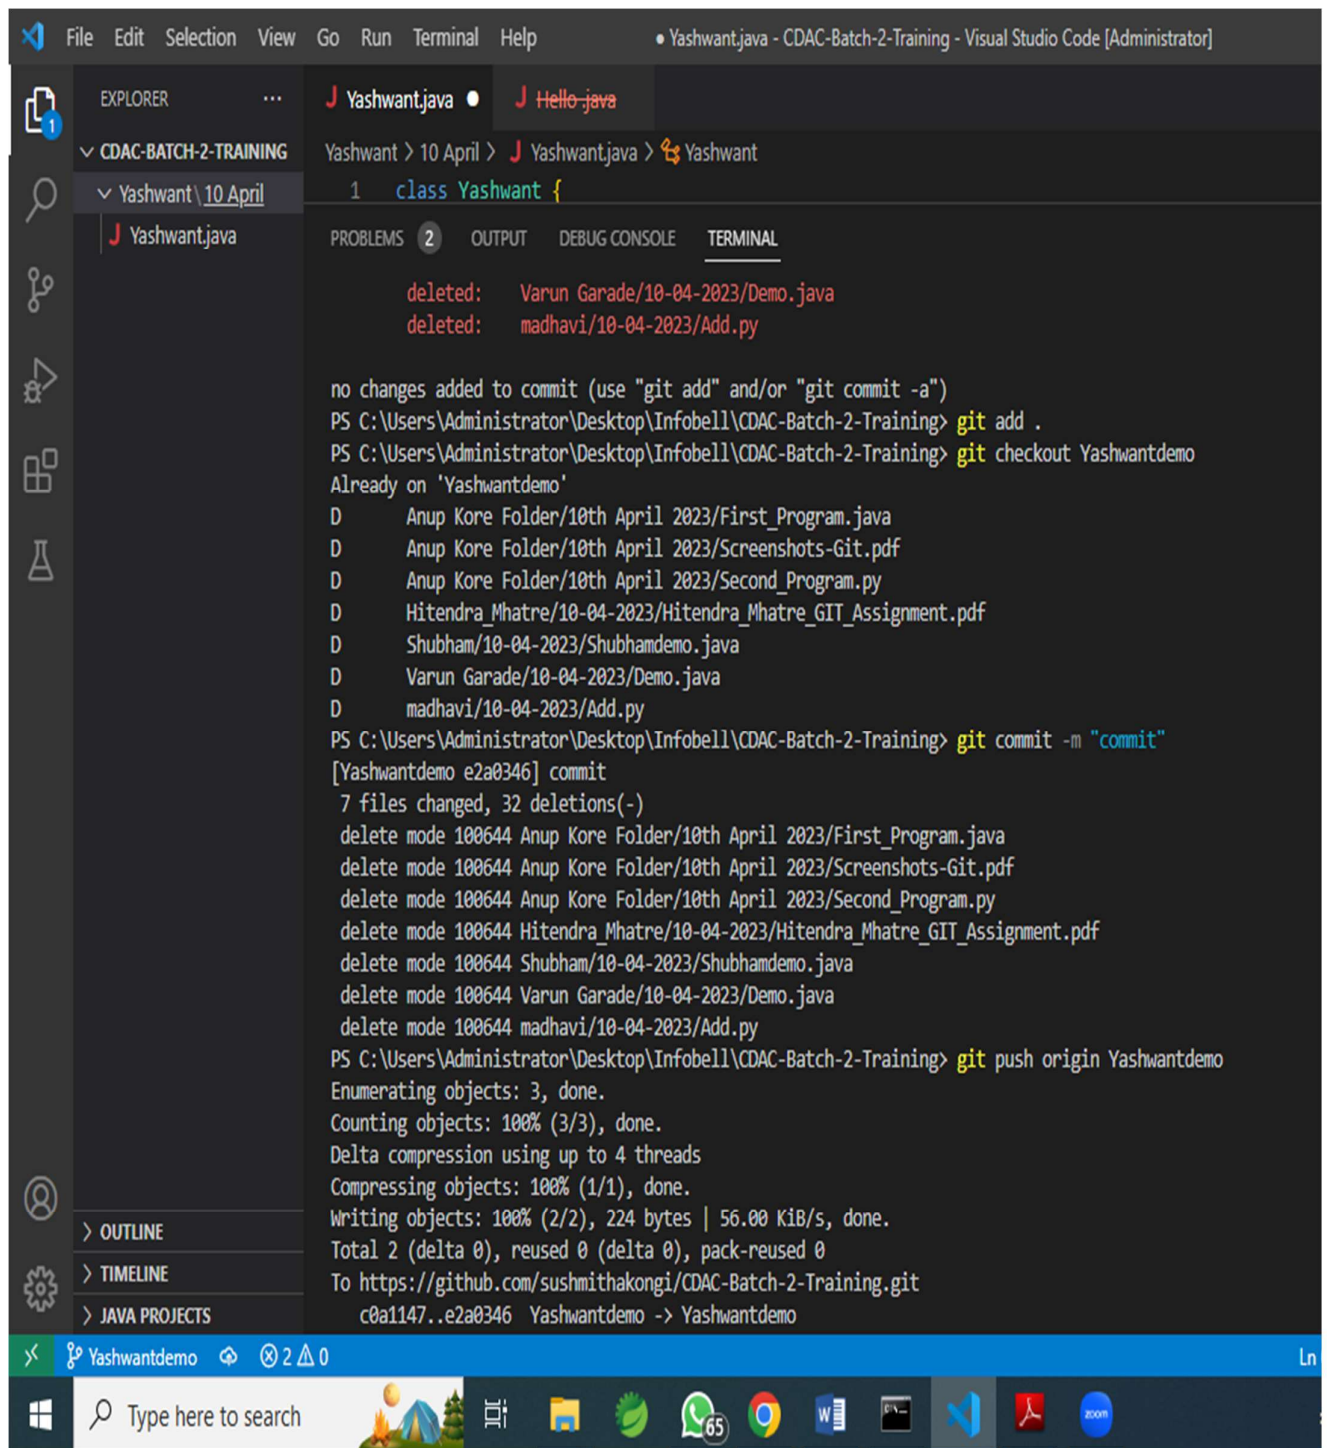 File Edit Selection View Go Run Terminal Help ● Yashwant.java - CDAC-Batch-2-Training - Visual Studio Code [Administrator]
EXPLORER ···
J Yashwant.java ● J Hello.java
CDAC-BATCH-2-TRAINING
Yashwant > 10 April > J Yashwant.java > Yashwant
Yashwant \ 10 April
1 class Yashwant {
J Yashwant.java
1
PROBLEMS 2 OUTPUT DEBUG CONSOLE TERMINAL
deleted: Varun Garade/10-04-2023/Demo.java
deleted: madhavi/10-04-2023/Add.py
no changes added to commit (use "git add" and/or "git commit -a")
PS C:\Users\Administrator\Desktop\Infobell\CDAC-Batch-2-Training> git add .
PS C:\Users\Administrator\Desktop\Infobell\CDAC-Batch-2-Training> git checkout Yashwantdemo
Already on 'Yashwantdemo'
D Anup Kore Folder/10th April 2023/First_Program.java
D Anup Kore Folder/10th April 2023/Screenshots-Git.pdf
D Anup Kore Folder/10th April 2023/Second_Program.py
D Hitendra_Mhatre/10-04-2023/Hitendra_Mhatre_GIT_Assignment.pdf
D Shubham/10-04-2023/Shubhamdemo.java
D Varun Garade/10-04-2023/Demo.java
D madhavi/10-04-2023/Add.py
PS C:\Users\Administrator\Desktop\Infobell\CDAC-Batch-2-Training> git commit -m "commit"
[Yashwantdemo e2a0346] commit
7 files changed, 32 deletions(-)
delete mode 100644 Anup Kore Folder/10th April 2023/First_Program.java
delete mode 100644 Anup Kore Folder/10th April 2023/Screenshots-Git.pdf
delete mode 100644 Anup Kore Folder/10th April 2023/Second_Program.py
delete mode 100644 Hitendra_Mhatre/10-04-2023/Hitendra_Mhatre_GIT_Assignment.pdf
delete mode 100644 Shubham/10-04-2023/Shubhamdemo.java
delete mode 100644 Varun Garade/10-04-2023/Demo.java
delete mode 100644 madhavi/10-04-2023/Add.py
PS C:\Users\Administrator\Desktop\Infobell\CDAC-Batch-2-Training> git push origin Yashwantdemo
Enumerating objects: 3, done.
Counting objects: 100% (3/3), done.
Delta compression using up to 4 threads
Compressing objects: 100% (1/1), done.
Writing objects: 100% (2/2), 224 bytes | 56.00 KiB/s, done.
Total 2 (delta 0), reused 0 (delta 0), pack-reused 0
To https://github.com/sushmithakongi/CDAC-Batch-2-Training.git
c0a1147..e2a0346 Yashwantdemo -> Yashwantdemo
OUTLINE
TIMELINE
JAVA PROJECTS
Yashwantdemo 2 0 Ln
Type here to search 65 W zoom